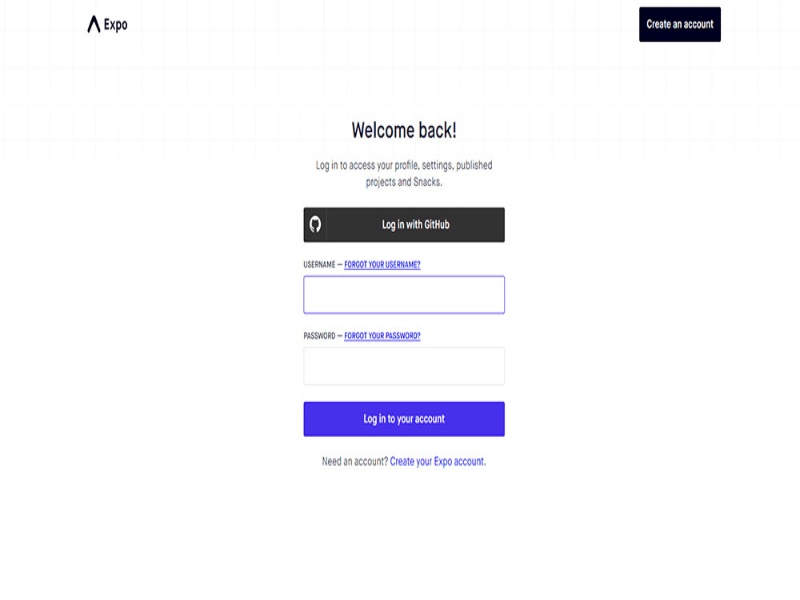 Expo
Create an account
Welcome back!
Log in to access your profile, settings, published
projects and Snacks.
Log in with GitHub
USERNAME — FORGOT YOUR USERNAME?
PASSWORD — FORGOT YOUR PASSWORD?
Log in to your account
Need an account? Create your Expo account.